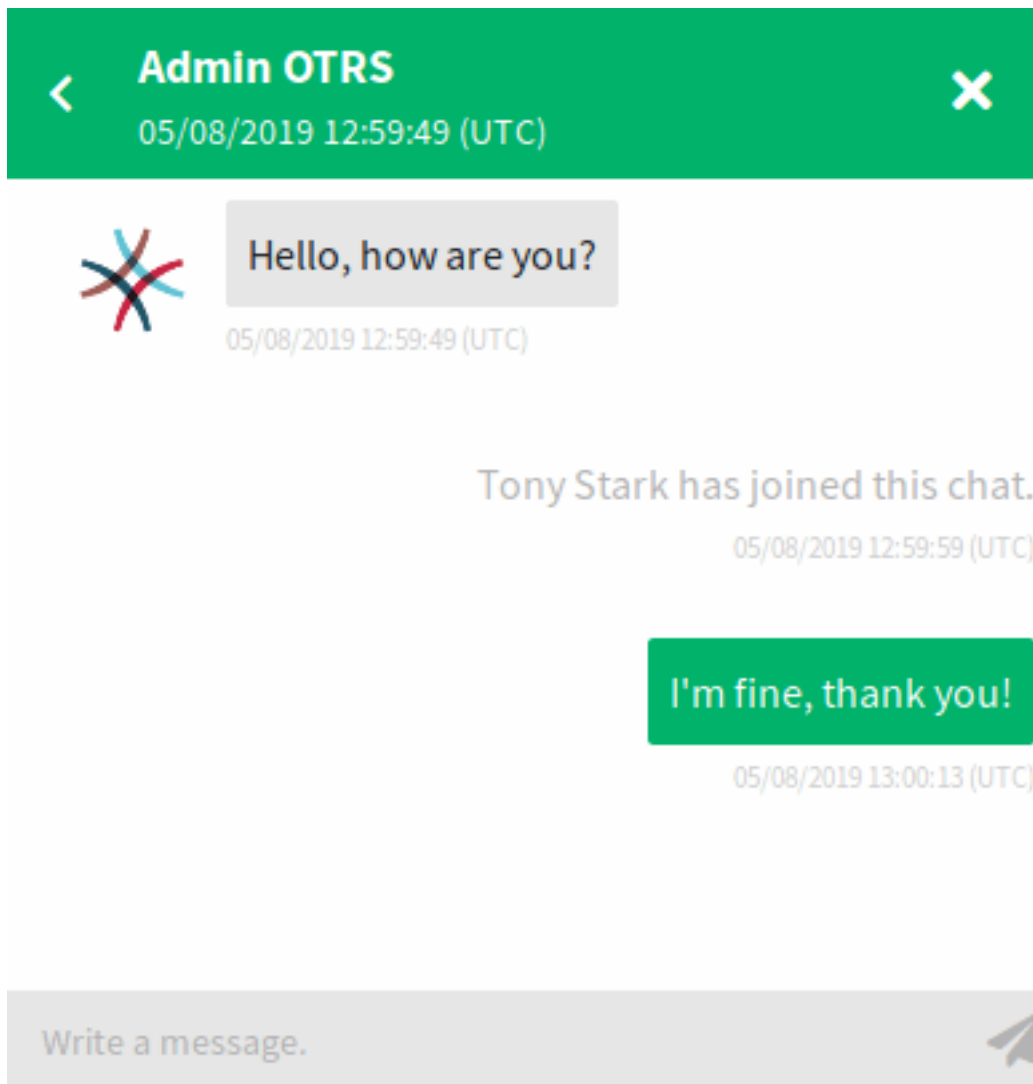 Admin OTRS
05/08/2019 12:59:49 (UTC)
Hello, how are you?
05/08/2019 12:59:49 (UTC)
Tony Stark has joined this chat.
05/08/2019 12:59:59 (UTC)
I'm fine, thank you!
05/08/2019 13:00:13 (UTC)
Write a message.